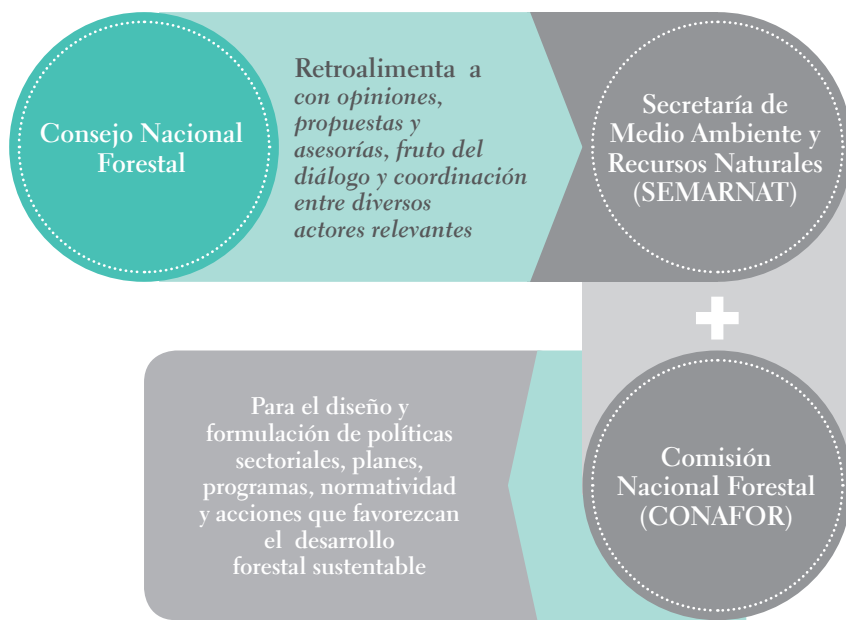 Consejo Nacional
Forestal
Retroalimenta a
con opiniones,
propuestas y
asesorías, fruto del
diálogo y coordinación
entre diversos
actores relevantes
Secretaría de
Medio Ambiente y
Recursos Naturales
(SEMARNAT)
+
Comisión
Nacional Forestal
(CONAFOR)
Para el diseño y
formulación de políticas
sectoriales, planes,
programas, normatividad
y acciones que favorezcan
el desarrollo
forestal sustentable